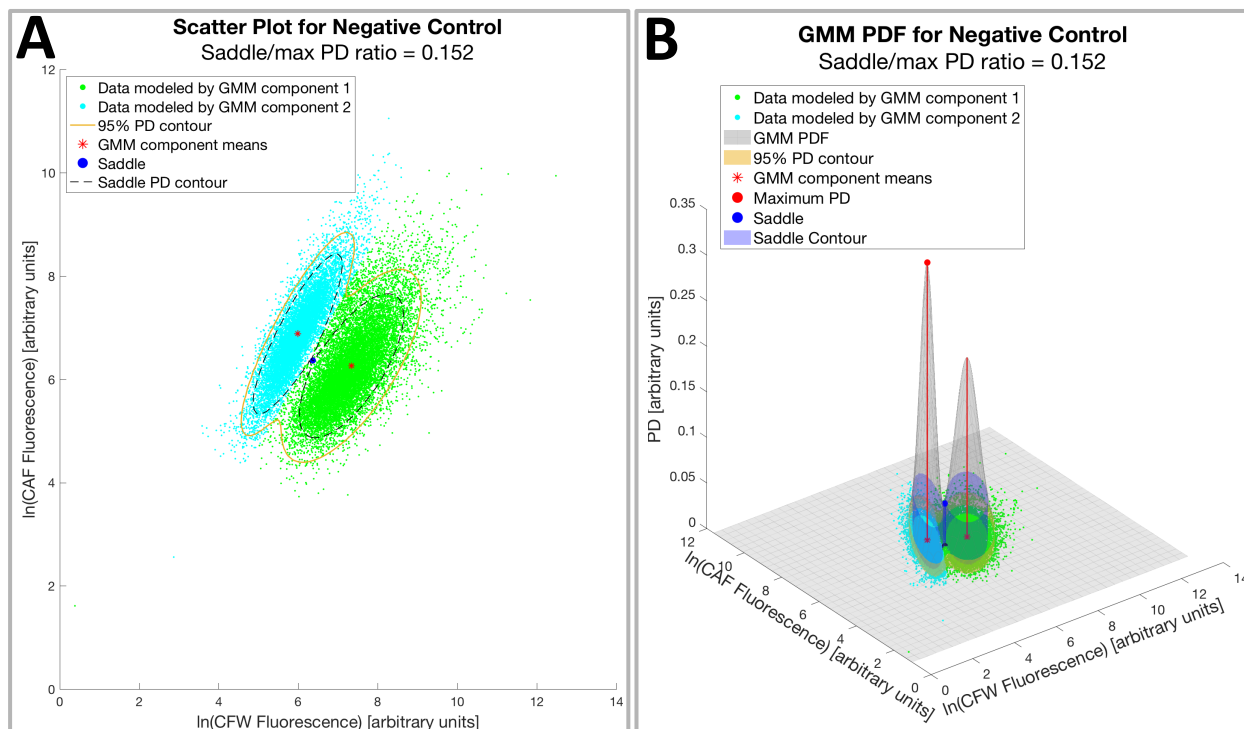 A
Scatter Plot for Negative Control
Saddle/max PD ratio = 0.152
Data modeled by GMM component 1
Data modeled by GMM component 2
95% PD contour
GMM component means
Saddle
Saddle PD contour
ln(CAF Fluorescence) [arbitrary units]
12
10
8
6
4
2
0
0 2 4 6 8 10 12 14
ln(CFW Fluorescence) [arbitrary units]
B
GMM PDF for Negative Control
Saddle/max PD ratio = 0.152
Data modeled by GMM component 1
Data modeled by GMM component 2
GMM PDF
95% PD contour
GMM component means
Maximum PD
Saddle
Saddle Contour
PD [arbitrary units]
0.35
0.3
0.25
0.2
0.15
0.1
0.05
0
12
10
8
6
4
2
0
ln(CAF Fluorescence) [arbitrary units]
0
2
4
6
8
10
12
14
ln(CFW Fluorescence) [arbitrary units]